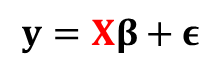 y = Xβ + ϵ